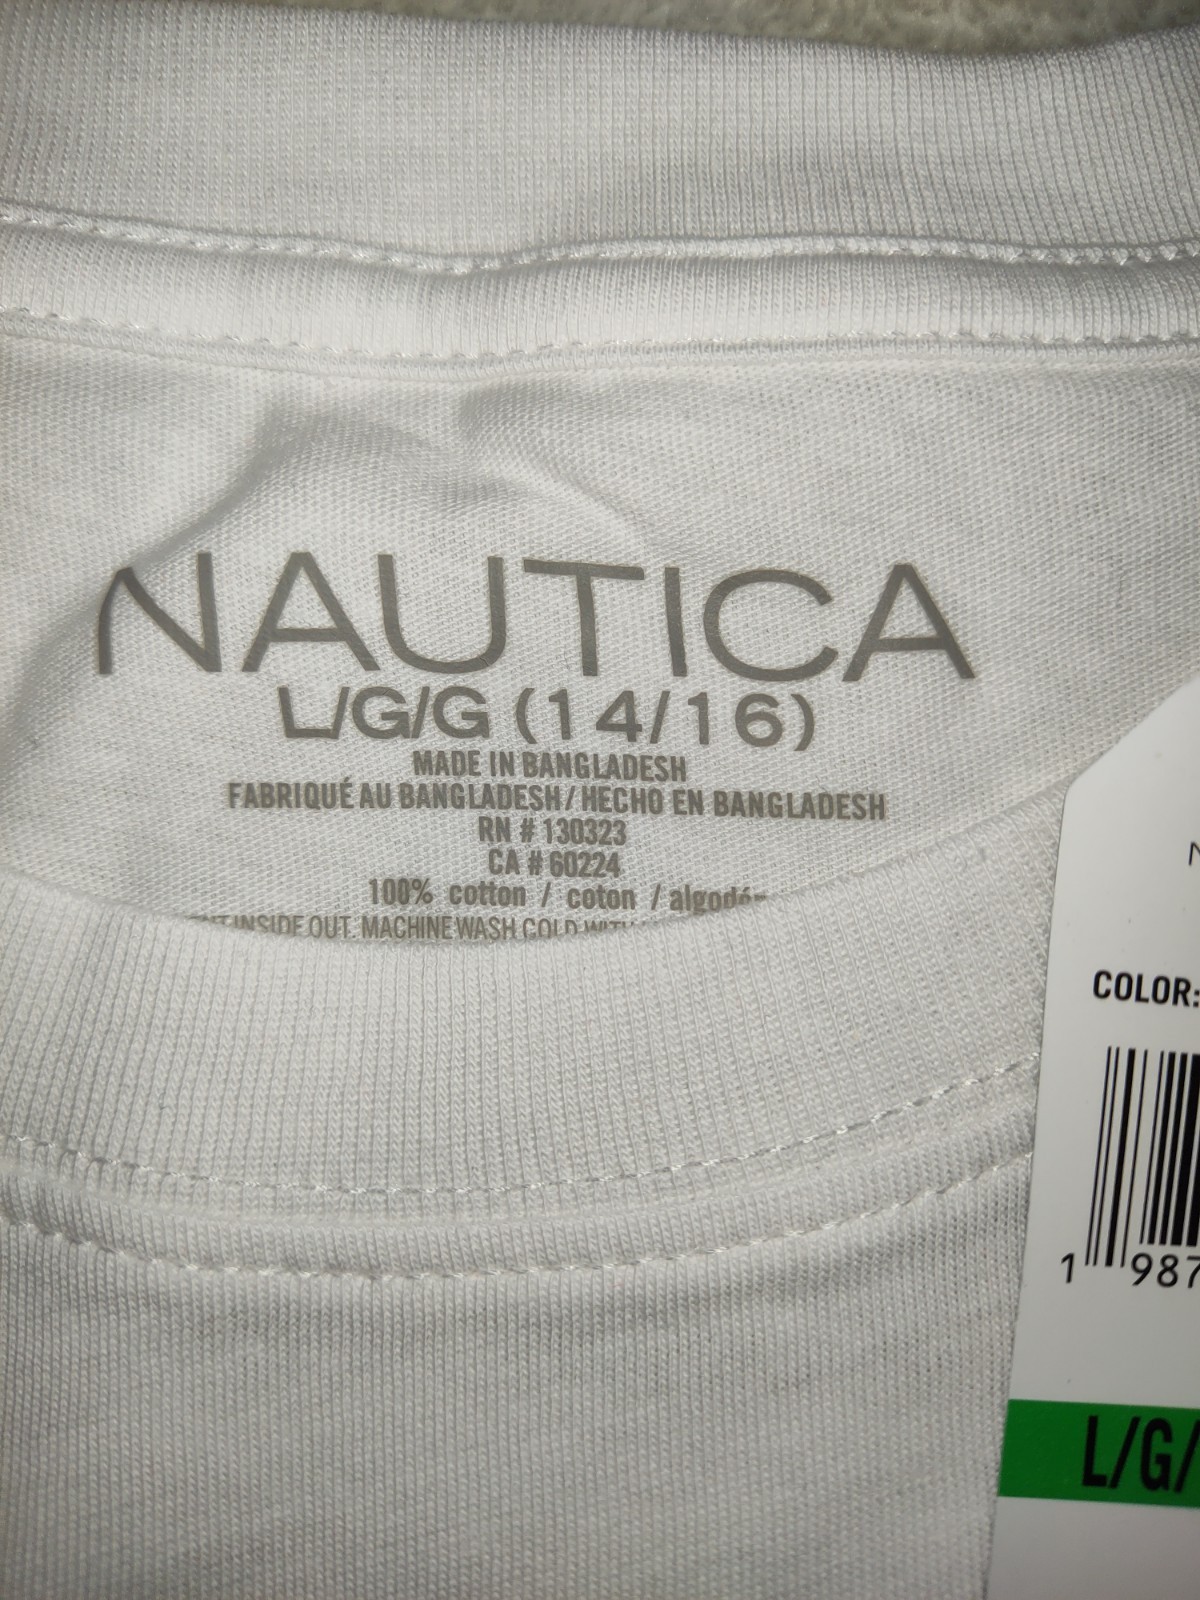 NAUTICA
L/G/G (14/16)
MADE IN BANGLADESH
FABRIQUÉ AU BANGLADESH / HECHO EN BANGLADESH
RN # 130323
CA # 60224
100% cotton / coton /
INSIDE OUT. MACHINE WASH COLD
COLOR:
1 987
L/G/